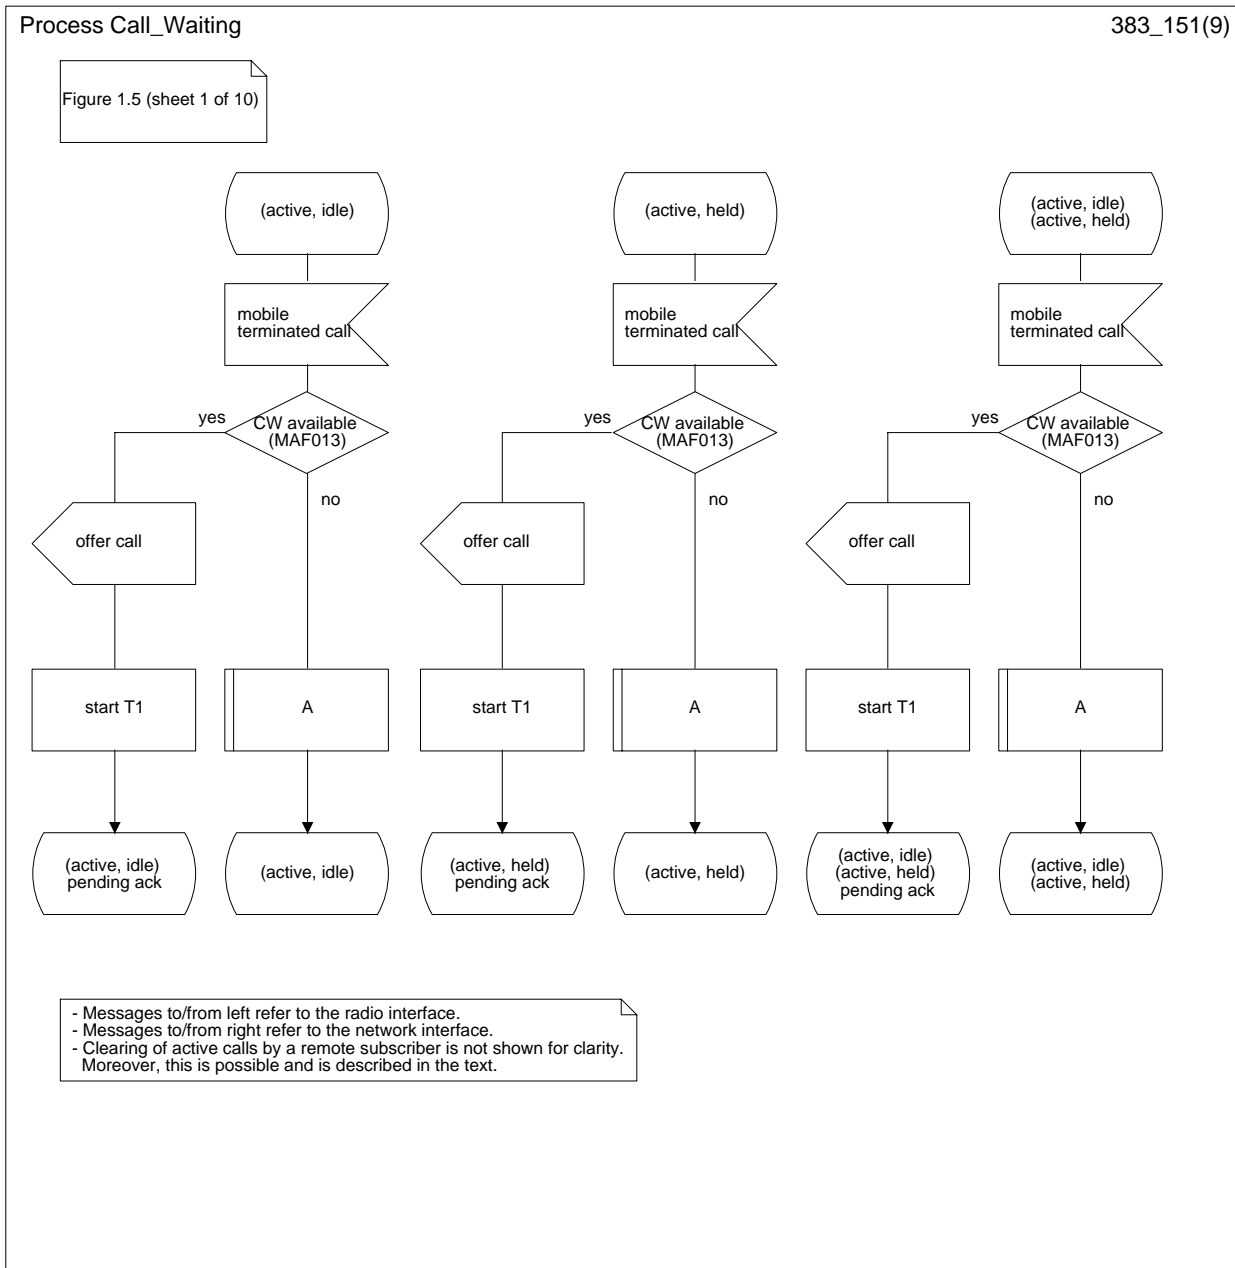 Process Call_Waiting
383_151(9)
Figure 1.5 (sheet 1 of 10)
(active, idle)
(active, held)
(active, idle)
(active, held)
mobile
terminated call
mobile
terminated call
mobile
terminated call
yes
CW available
(MAF013)
yes
CW available
(MAF013)
yes
CW available
(MAF013)
no
no
no
offer call
offer call
offer call
start T1
A
start T1
A
start T1
A
(active, idle)
pending ack
(active, idle)
(active, held)
pending ack
(active, held)
(active, idle)
(active, held)
pending ack
(active, idle)
(active, held)
- Messages to/from left refer to the radio interface.
- Messages to/from right refer to the network interface.
- Clearing of active calls by a remote subscriber is not shown for clarity.
Moreover, this is possible and is described in the text.